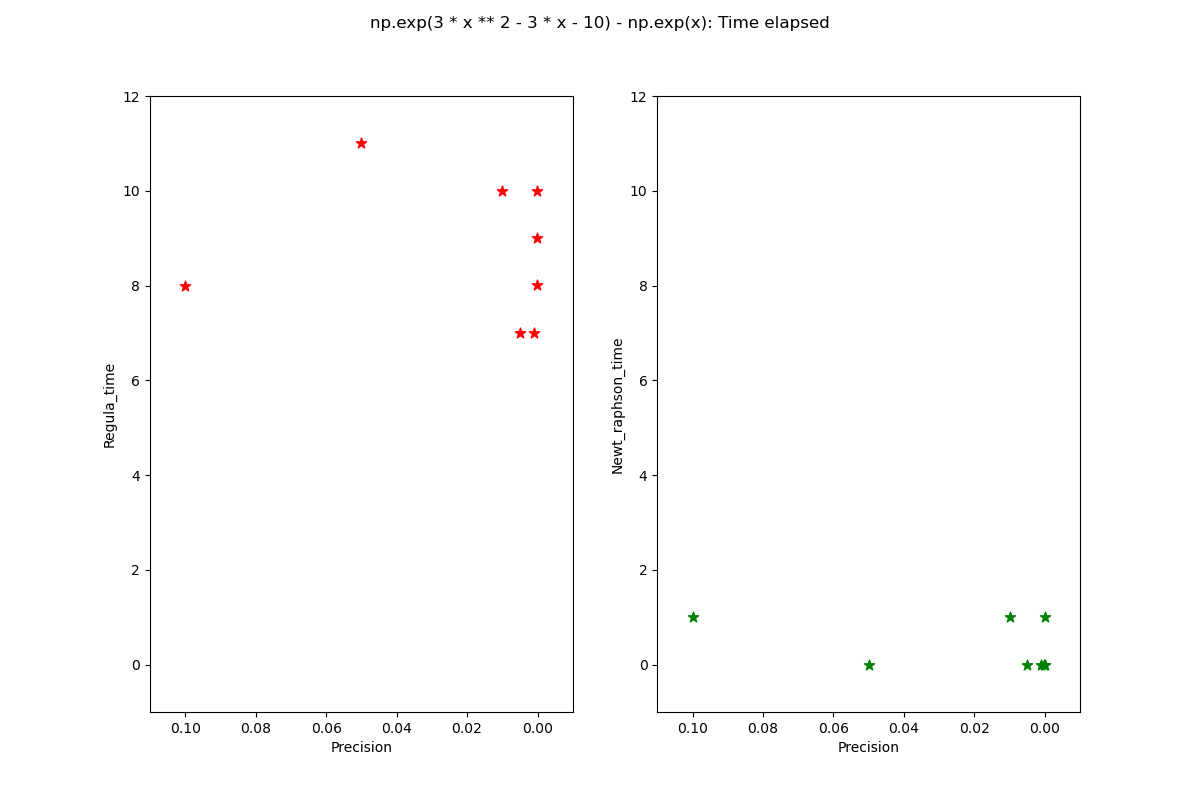 np.exp(3 * x ** 2 - 3 * x - 10) - np.exp(x): Time elapsed
Regula_time
12
10
8
6
4
2
0
0.10 0.08 0.06 0.04 0.02 0.00
Precision
Newt_raphson_time
12
10
8
6
4
2
0
0.10 0.08 0.06 0.04 0.02 0.00
Precision